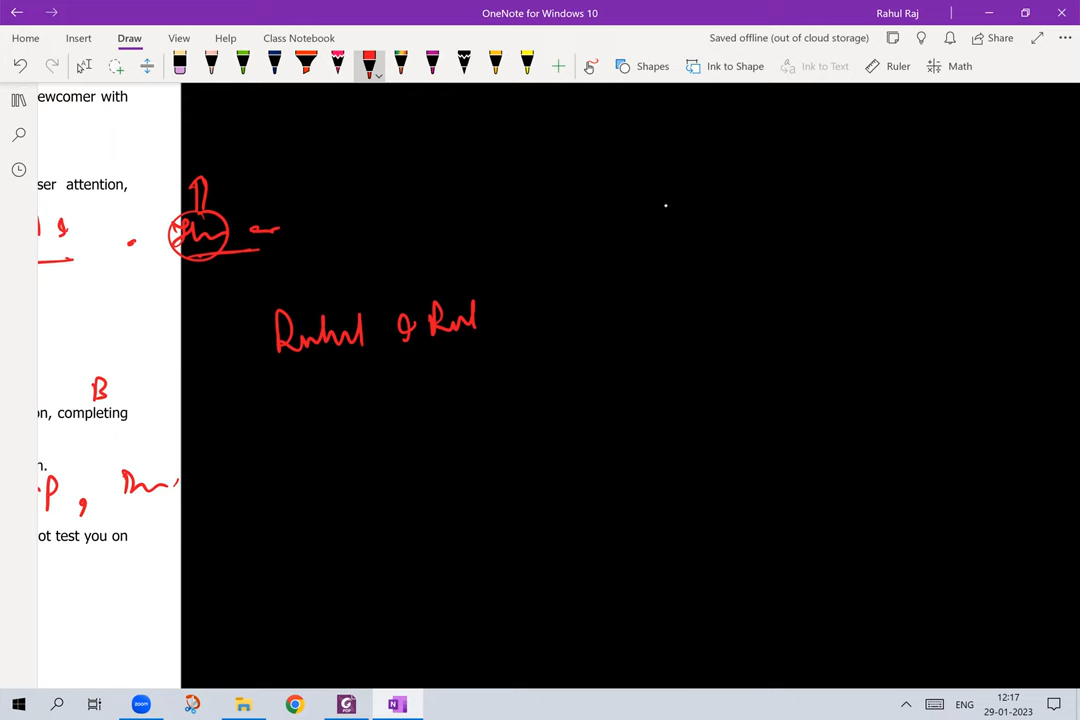 OneNote for Windows 10
Rahul Raj
Home Insert Draw View Help Class Notebook
Saved offline (out of cloud storage) Share
Shapes Ink to Shape Ink to Text Ruler Math
ewcomer with
ser attention,
Rahul &
B
on, completing
n.
ot test you on
zoom
PDF
N
ENG
12:17
29-01-2023